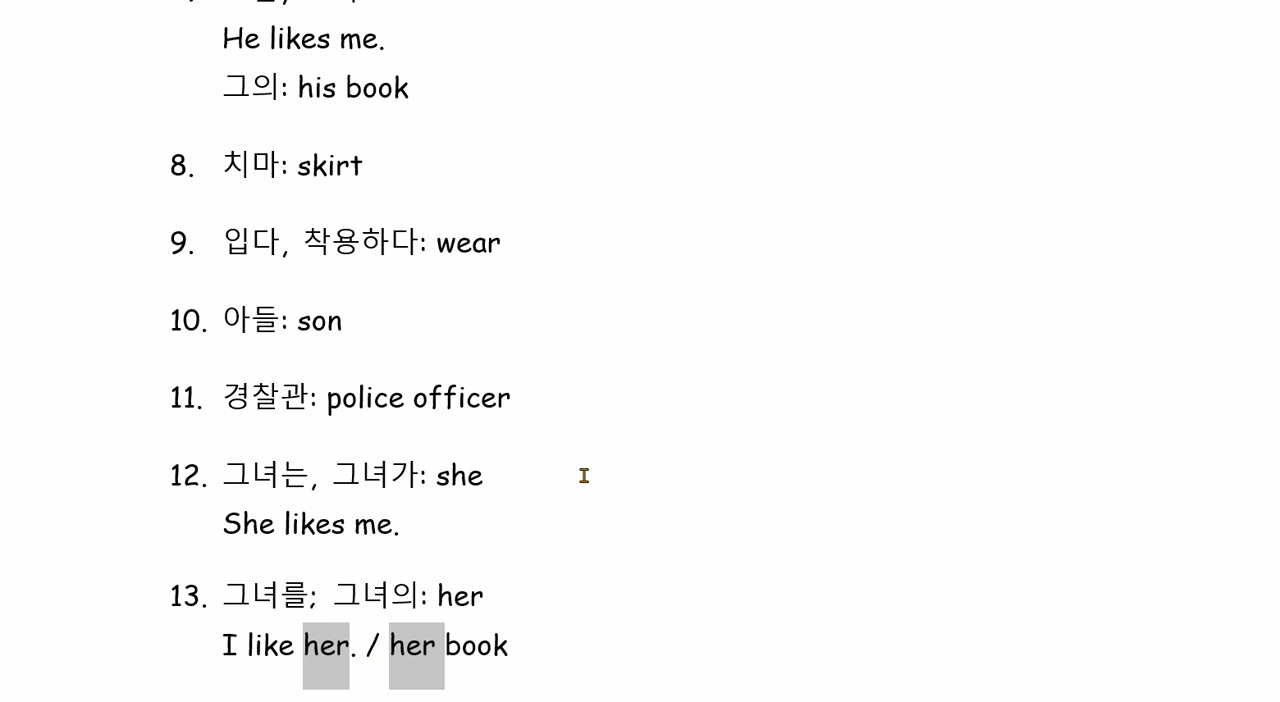 He likes me.
그의: his book
8. 치마: skirt
9. 입다, 착용하다: wear
10. 아들: son
11. 경찰관: police officer
12. 그녀는, 그녀가: she
She likes me.
13. 그녀를; 그녀의: her
I like her. / her book